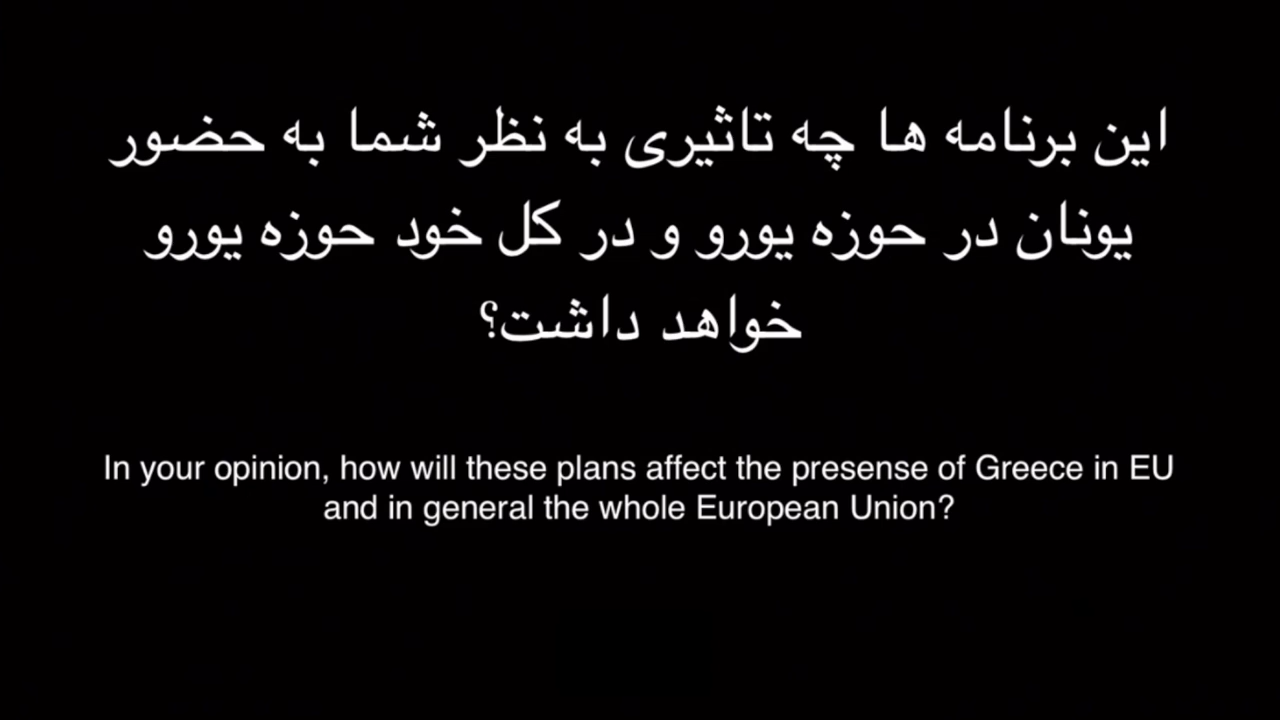 این برنامه ها چه تاثیری به نظر شما به حضور
یونان در حوزه یورو و در کل خود حوزه یورو
خواهد داشت؟
In your opinion, how will these plans affect the presense of Greece in EU
and in general the whole European Union?